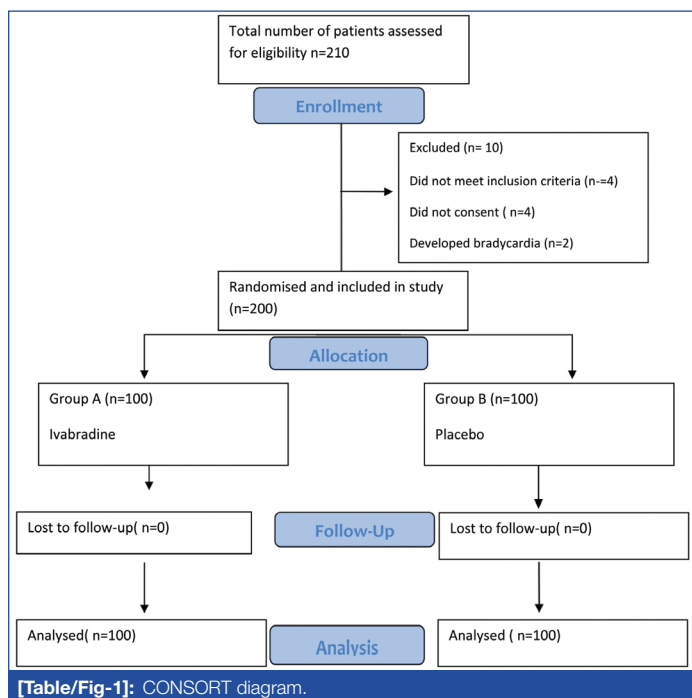 Total number of patients assessed
for eligibility n=210
Enrollment
Excluded (n= 10)
Did not meet inclusion criteria (n-=4)
Did not consent ( n=4)
Developed bradycardia (n=2)
Randomised and included in study
(n=200)
Allocation
Group A (n=100)
Ivabradine
Group B (n=100)
Placebo
Lost to follow-up( n=0)
Follow-Up
Lost to follow-up( n=0)
Analysed( n=100)
Analysis
Analysed ( n=100)
[Table/Fig-1]: CONSORT diagram.